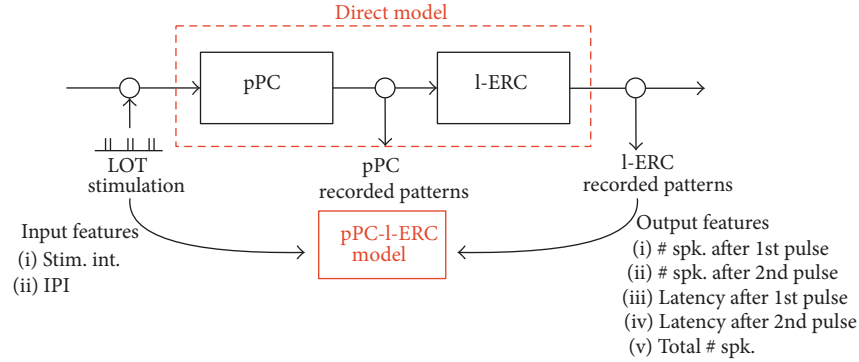 Direct model
pPC
l-ERC
LOT
stimulation
pPC
recorded patterns
l-ERC
recorded patterns
Input features
(i) Stim. int.
(ii) IPI
pPC-l-ERC
model
Output features
(i) # spk. after 1st pulse
(ii) # spk. after 2nd pulse
(iii) Latency after 1st pulse
(iv) Latency after 2nd pulse
(v) Total # spk.